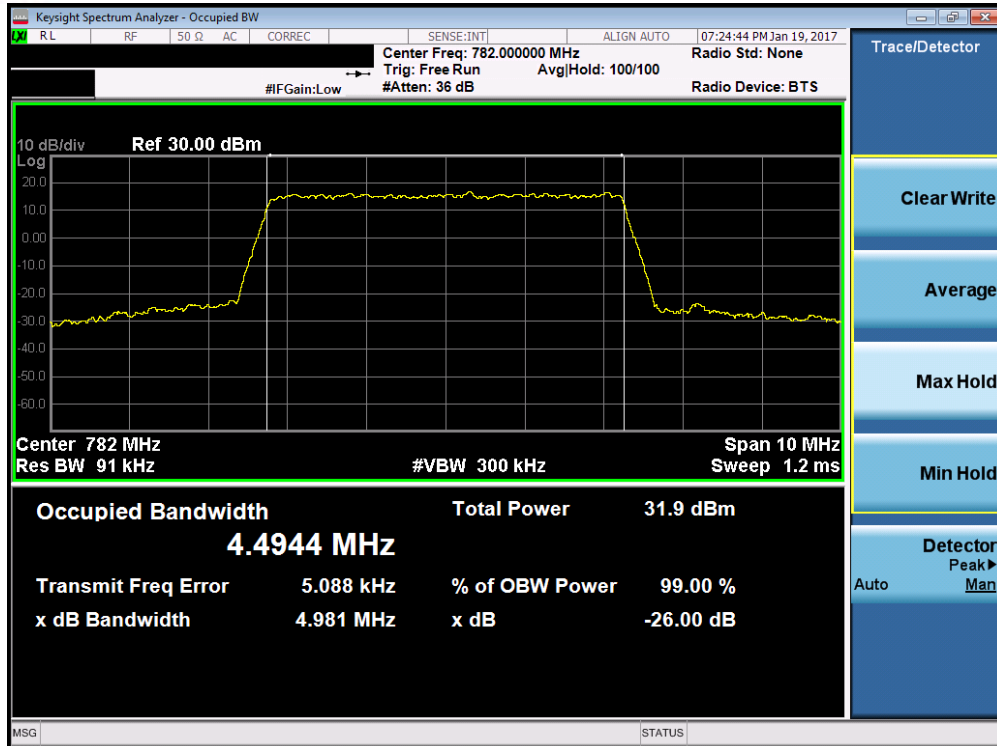 Keysight Spectrum Analyzer - Occupied BW
LXI RL RF 50 Ω AC CORREC SENSE:INT ALIGN AUTO 07:24:44 PM Jan 19, 2017
Center Freq: 782.000000 MHz Radio Std: None
Trig: Free Run Avg|Hold: 100/100
#IFGain:Low #Atten: 36 dB Radio Device: BTS
10 dB/div Ref 30.00 dBm
Log
20.0
10.0
0.00
-10.0
-20.0
-30.0
-40.0
-50.0
-60.0
Center 782 MHz Span 10 MHz
Res BW 91 kHz #VBW 300 kHz Sweep 1.2 ms
Occupied Bandwidth Total Power 31.9 dBm
4.4944 MHz
Transmit Freq Error 5.088 kHz % of OBW Power 99.00 %
x dB Bandwidth 4.981 MHz x dB -26.00 dB
MSG STATUS
Trace/Detector
Clear Write
Average
Max Hold
Min Hold
Detector
Peak▶
Auto Man